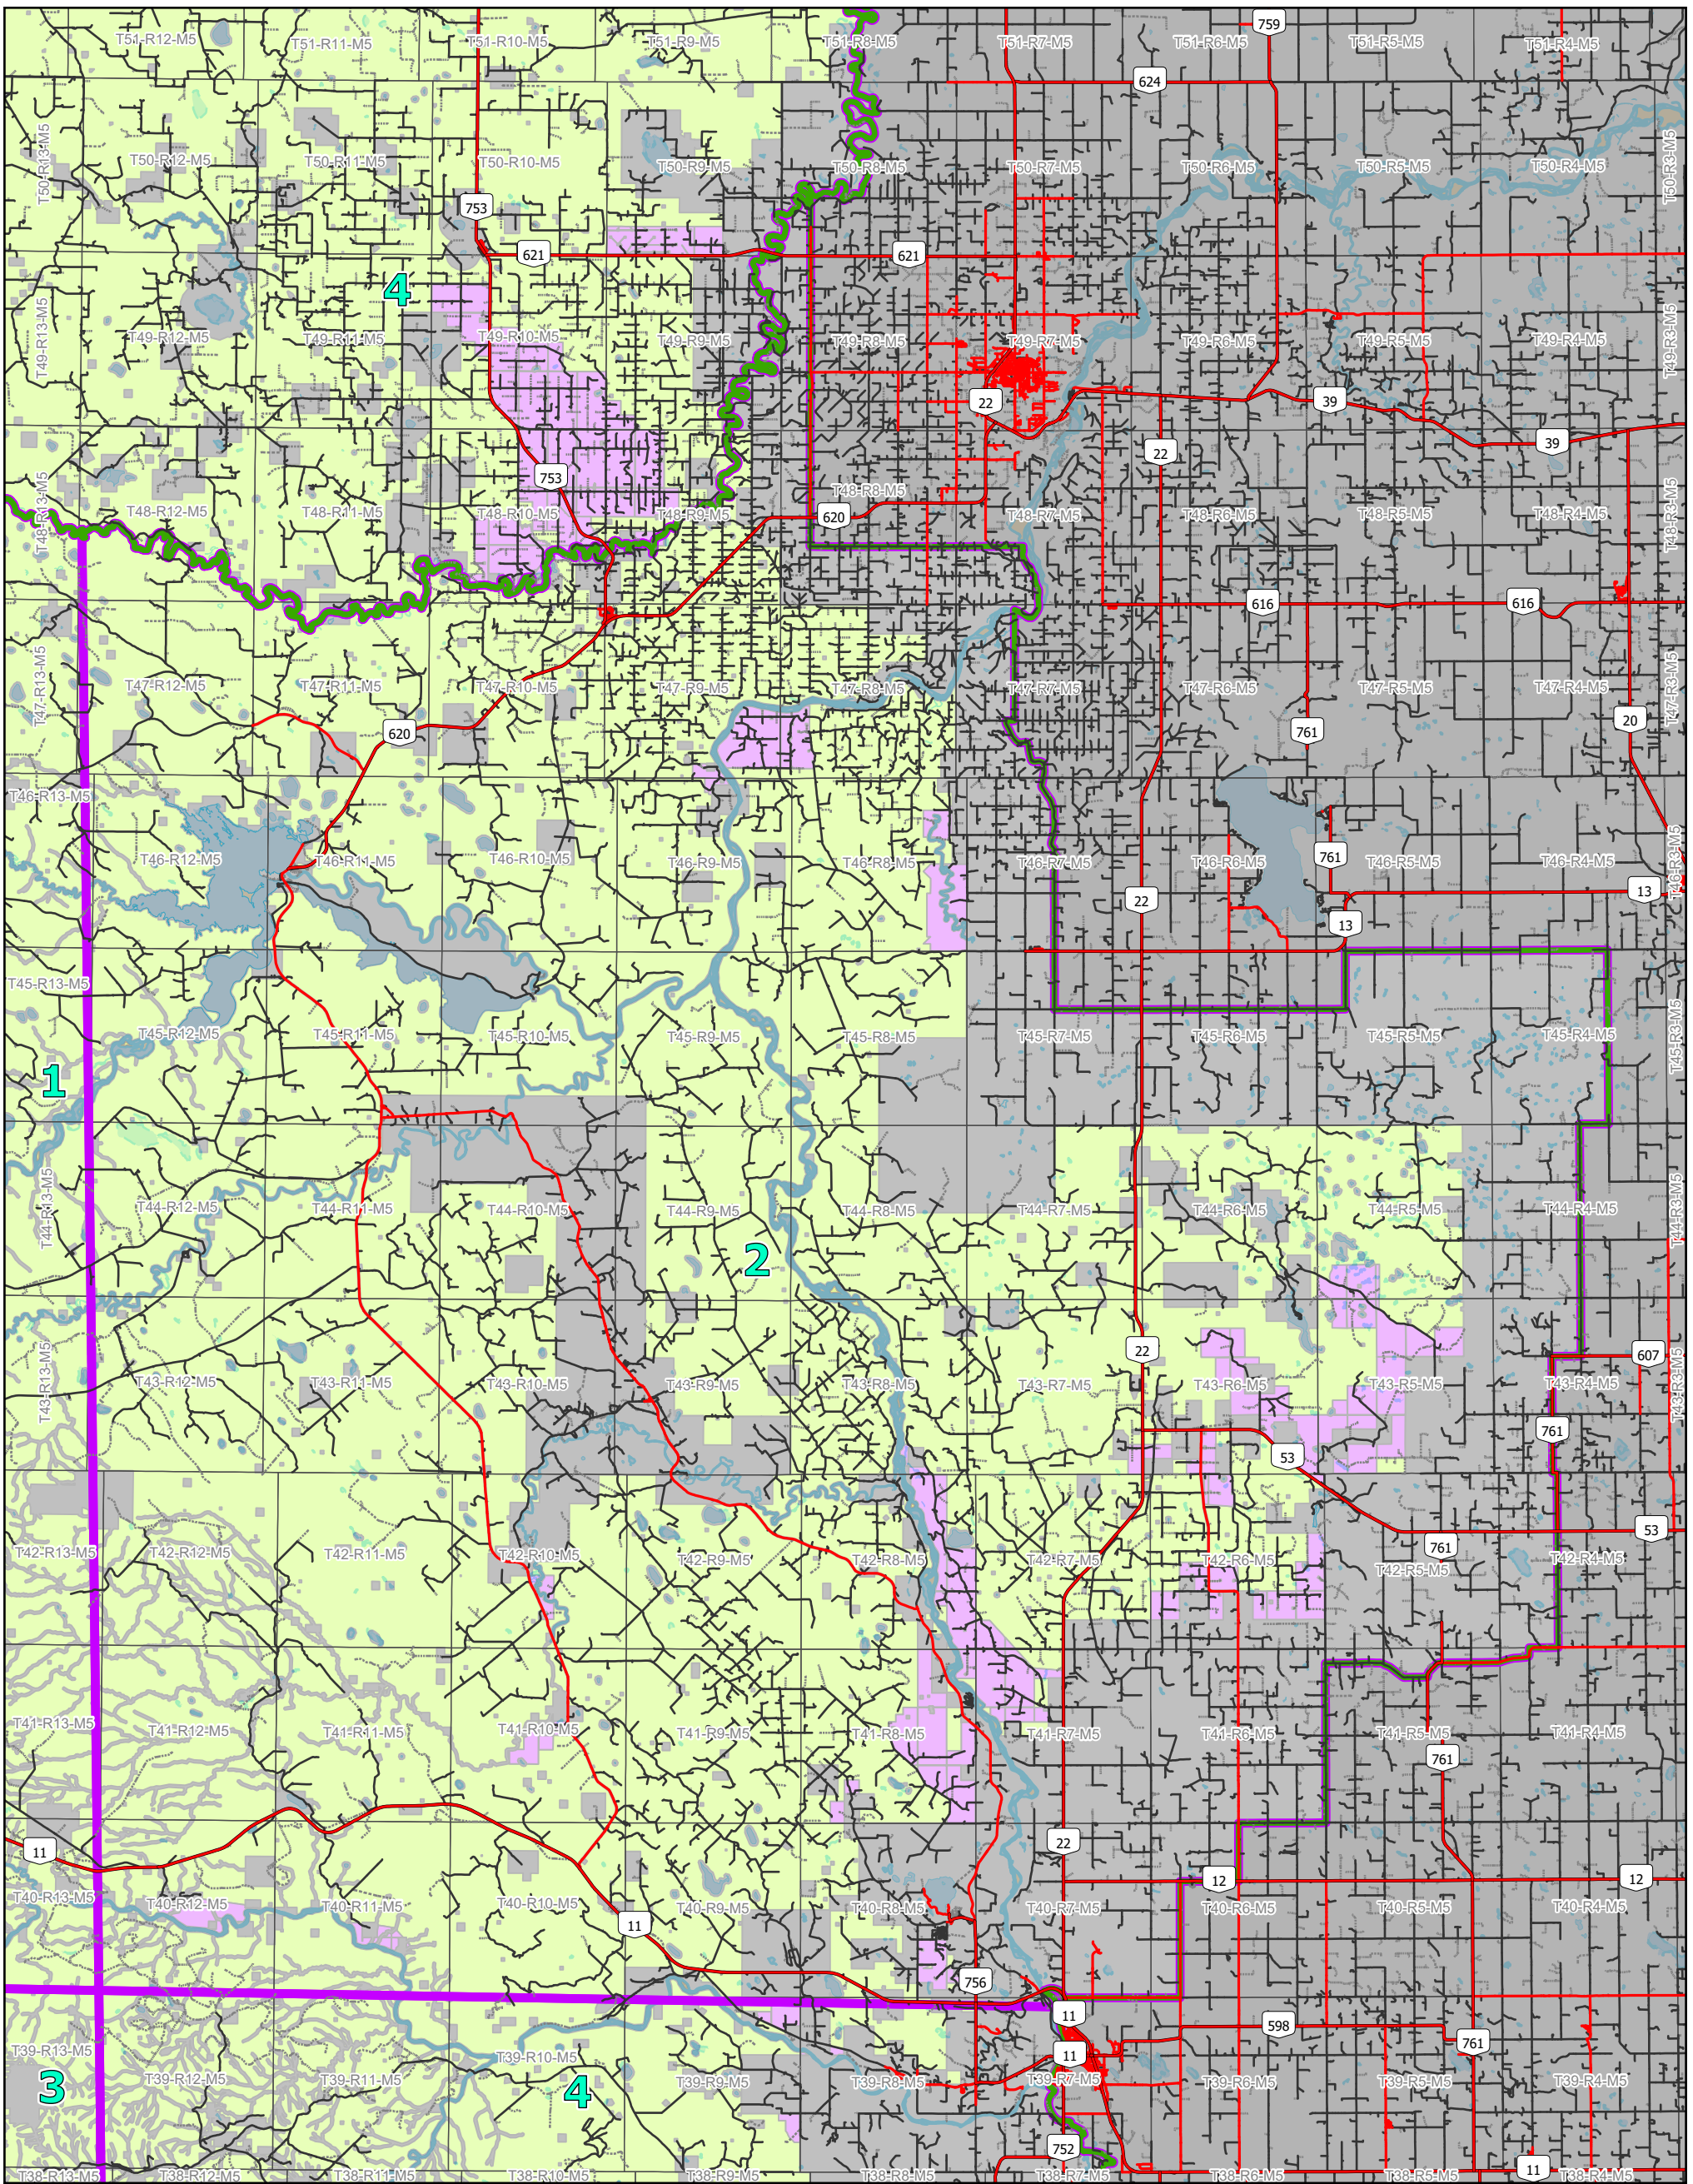 T51-R12-M5 T51-R11-M5 T51-R10-M5 T51-R9-M5 T51-R8-M5 T51-R7-M5 T51-R6-M5 T51-R5-M5 T51-R4-M5
759
624
T50-R13-M5 T50-R12-M5 T50-R11-M5 T50-R10-M5 T50-R9-M5 T50-R8-M5 T50-R7-M5 T50-R6-M5 T50-R5-M5 T50-R4-M5 T50-R3-M5
753
621 621
4
T49-R13-M5 T49-R12-M5 T49-R11-M5 T49-R10-M5 T49-R9-M5 T49-R8-M5 T49-R7-M5 T49-R6-M5 T49-R5-M5 T49-R4-M5 T49-R3-M5
22 39
22 39
753
T48-R8-M5
T48-R13-M5 T48-R12-M5 T48-R11-M5 T48-R10-M5 T48-R9-M5 620 T48-R7-M5 T48-R6-M5 T48-R5-M5 T48-R4-M5 T48-R3-M5
616 616
T47-R13-M5 T47-R12-M5 T47-R11-M5 T47-R10-M5 T47-R9-M5 T47-R8-M5 T47-R7-M5 T47-R6-M5 T47-R5-M5 T47-R4-M5 T47-R3-M5
620 761 20
T46-R13-M5
T46-R12-M5 T46-R11-M5 T46-R10-M5 T46-R9-M5 T46-R8-M5 T46-R7-M5 T46-R6-M5 761 T46-R5-M5 T46-R4-M5 T46-R3-M5
22 13
13
T45-R13-M5
T45-R12-M5 T45-R11-M5 T45-R10-M5 T45-R9-M5 T45-R8-M5 T45-R7-M5 T45-R6-M5 T45-R5-M5 T45-R4-M5 T45-R3-M5
1
T44-R13-M5 T44-R12-M5 T44-R11-M5 T44-R10-M5 T44-R9-M5 T44-R8-M5 T44-R7-M5 T44-R6-M5 T44-R5-M5 T44-R4-M5 T44-R3-M5
2
22 607
T43-R13-M5 T43-R12-M5 T43-R11-M5 T43-R10-M5 T43-R9-M5 T43-R8-M5 T43-R7-M5 T43-R6-M5 T43-R5-M5 T43-R4-M5 T43-R3-M5
761
53
53
761
T42-R13-M5 T42-R12-M5 T42-R11-M5 T42-R10-M5 T42-R9-M5 T42-R8-M5 T42-R7-M5 T42-R6-M5 T42-R5-M5 T42-R4-M5
T41-R13-M5 T41-R12-M5 T41-R11-M5 T41-R10-M5 T41-R9-M5 T41-R8-M5 T41-R7-M5 T41-R6-M5 T41-R5-M5 T41-R4-M5
761
11 22
12 12
T40-R13-M5 T40-R12-M5 T40-R11-M5 T40-R10-M5 T40-R9-M5 T40-R8-M5 T40-R7-M5 T40-R6-M5 T40-R5-M5 T40-R4-M5
11
756
11 598
761
T39-R13-M5 T39-R10-M5 11
3 4
T39-R12-M5 T39-R11-M5 T39-R9-M5 T39-R8-M5 T39-R7-M5 T39-R6-M5 T39-R5-M5 T39-R4-M5
752
11
T38-R13-M5 T38-R12-M5 T38-R11-M5 T38-R10-M5 T38-R9-M5 T38-R8-M5 T38-R7-M5 T38-R6-M5 T38-R5-M5 T38-R4-M5